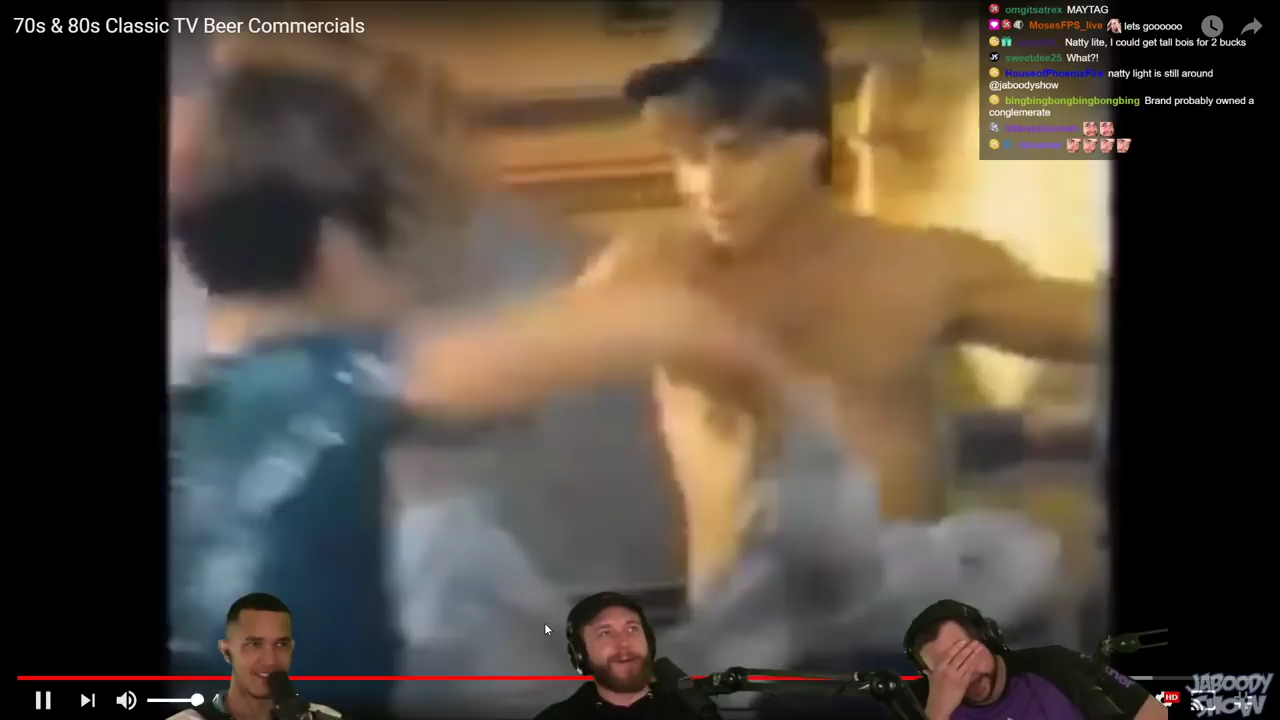 70s & 80s Classic TV Beer Commercials
omgitsatrex MAYTAG
MosesFPS_live lets goooooo
Natty lite, I could get tall bois for 2 bucks
sweetdee25 What?!
HouseofPhoenixFire natty light is still around
@jaboodyshow
bingbingbongbingbongbing Brand probably owned a
conglemerate
HD
JABOODY
SHOW